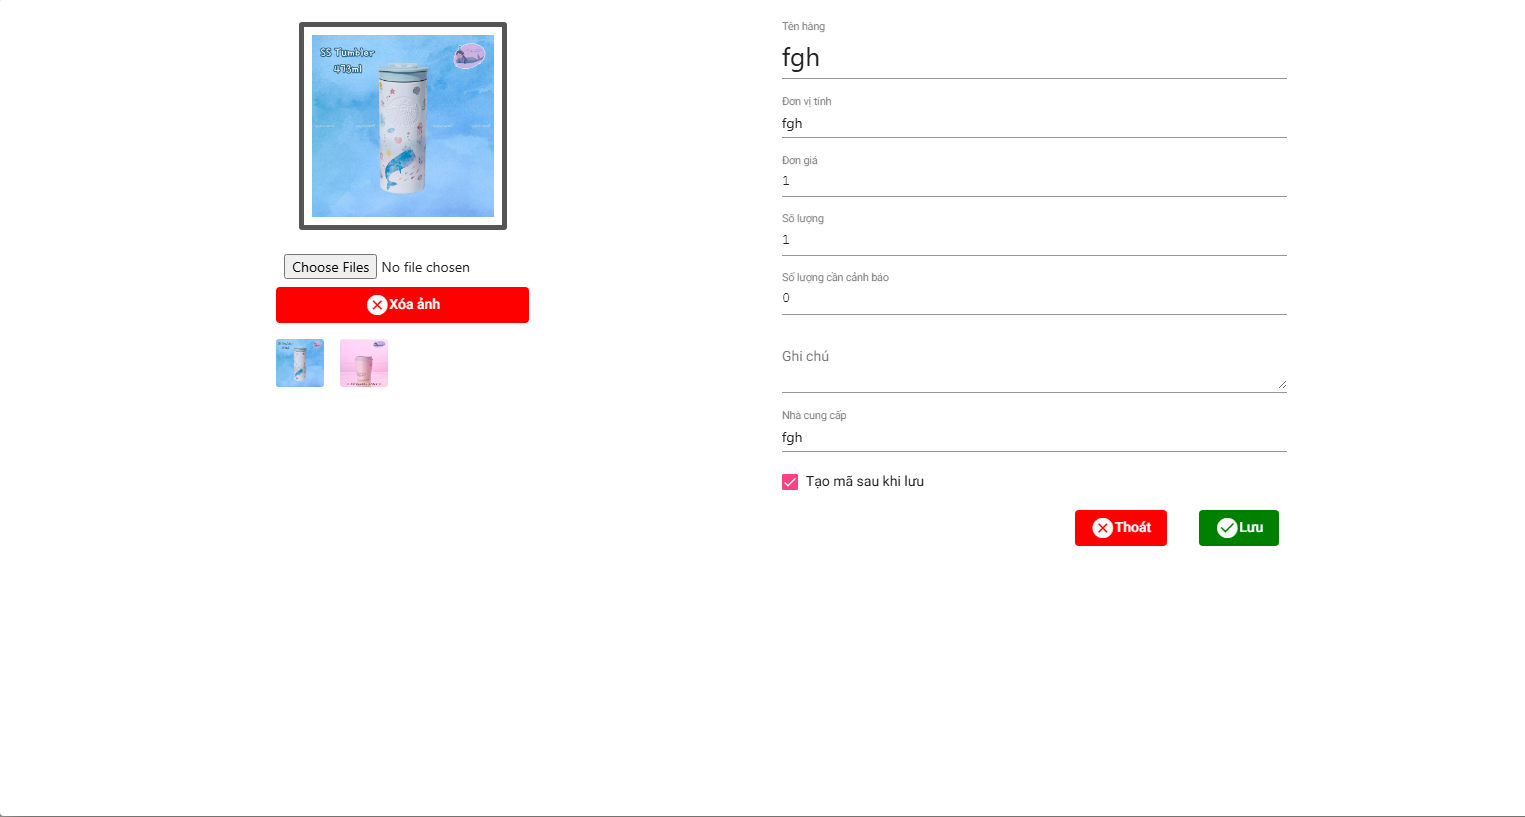 SS Tumbler
473ml
Choose Files No file chosen
Xóa ảnh
Tên hàng
fgh
Đơn vị tính
fgh
Đơn giá
1
Số lượng
1
Số lượng cần cảnh báo
0
Ghi chú
Nhà cung cấp
fgh
Tạo mã sau khi lưu
Thoát
Lưu